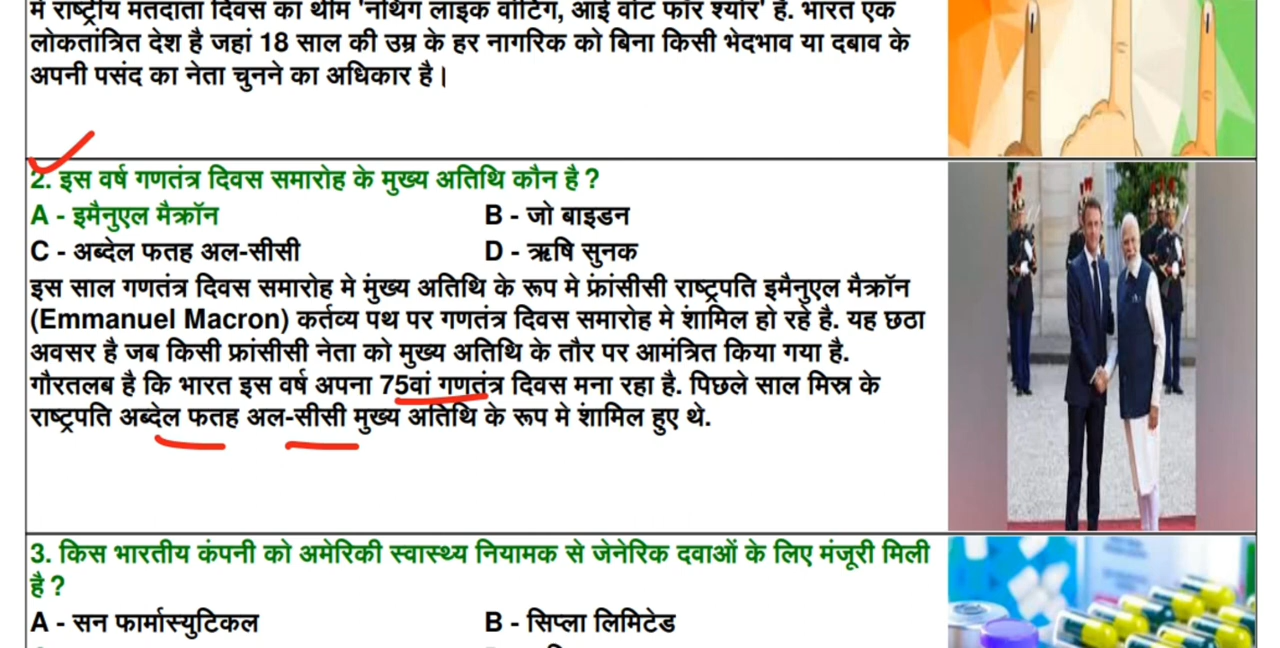 में राष्ट्रीय मतदाता दिवस का थीम 'नथिंग लाइक वोटिंग, आई वोट फॉर श्योर' है. भारत एक
लोकतांत्रित देश है जहां 18 साल की उम्र के हर नागरिक को बिना किसी भेदभाव या दबाव के
अपनी पसंद का नेता चुनने का अधिकार है।
2. इस वर्ष गणतंत्र दिवस समारोह के मुख्य अतिथि कौन है ?
A - इमैनुएल मैक्रॉन
B - जो बाइडन
C - अब्देल फतह अल-सीसी
D - ऋषि सुनक
इस साल गणतंत्र दिवस समारोह मे मुंख्य अतिथि के रूप मे फ्रांसीसी राष्ट्रपति इमैनुएल मैक्रॉन
(Emmanuel Macron) कर्तव्य पथ पर गणतंत्र दिवस समारोह मे शंामिल हो रहे है. यह छठा
अवसर है जब किसी फ्रांसीसी नेता को मुख्य अतिथि के तौर पर आमंत्रित किया गया है.
गौरतलब है कि भारत इस वर्ष अपना 75वां गणतंत्र दिवस मना रहा है. पिछले साल मिस्र के
राष्ट्रपति अब्देल फतह अल-सीसी मुख्य अतिथि के रूप मे शंामिल हुए थे.
3. किस भारतीय कंपनी को अमेरिकी स्वास्थ्य नियामक से जेनेरिक दवाओं के लिए मंजूरी मिली
है ?
A - सन फार्मास्युटिकल
B - सिप्ला लिमिटेड